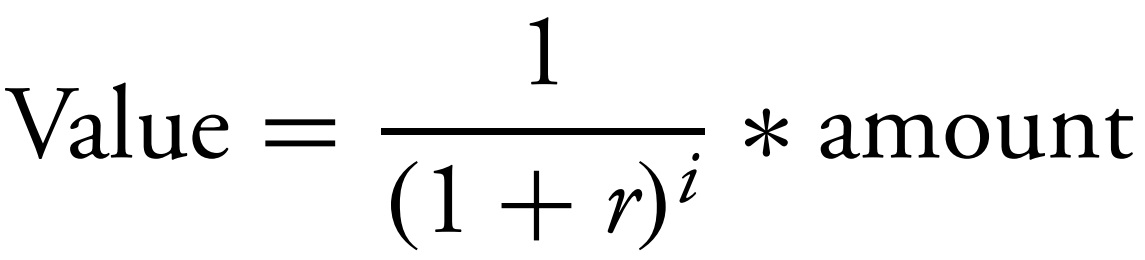 Value = 1 / (1 + r)^i * amount